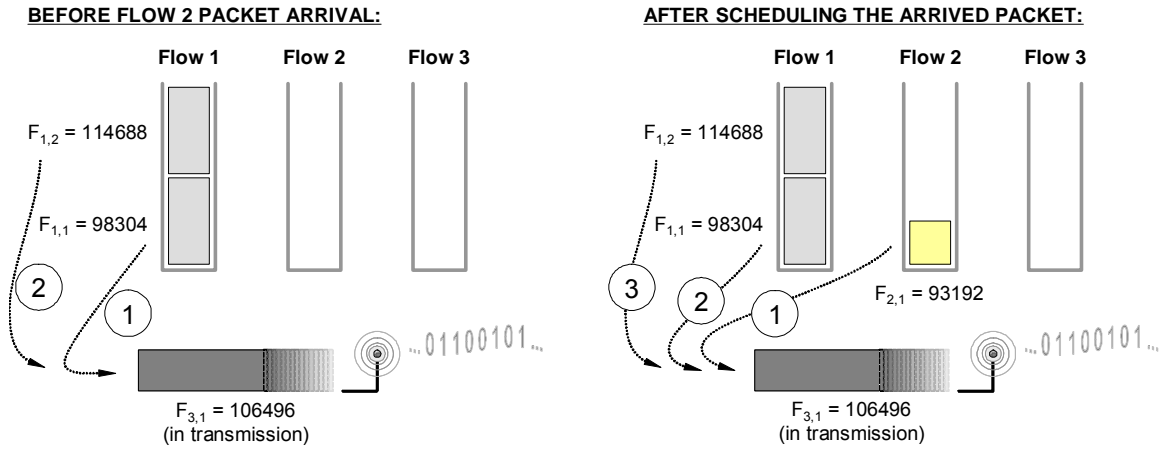 BEFORE FLOW 2 PACKET ARRIVAL:
Flow 1 Flow 2 Flow 3
F1,2 = 114688
F1,1 = 98304
2
1
...01100101...
F3,1 = 106496
(in transmission)
AFTER SCHEDULING THE ARRIVED PACKET:
Flow 1 Flow 2 Flow 3
F1,2 = 114688
F1,1 = 98304
F2,1 = 93192
3
2
1
...01100101...
F3,1 = 106496
(in transmission)